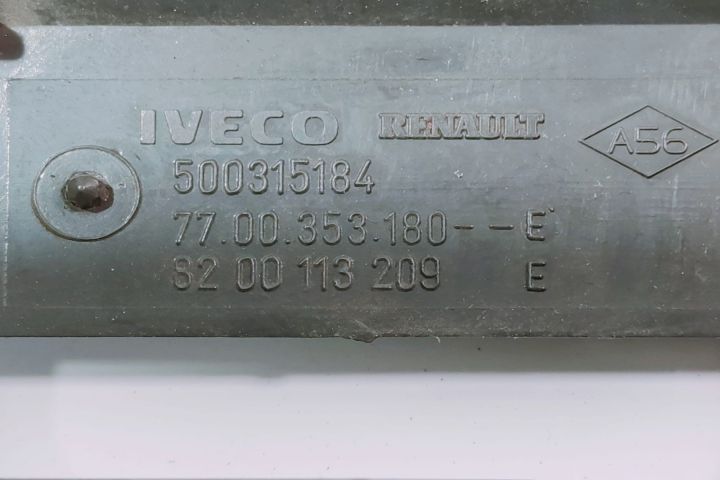 IVECO RENAULT A56
500315184
77.00.353.180--E
82 00 113 209 E